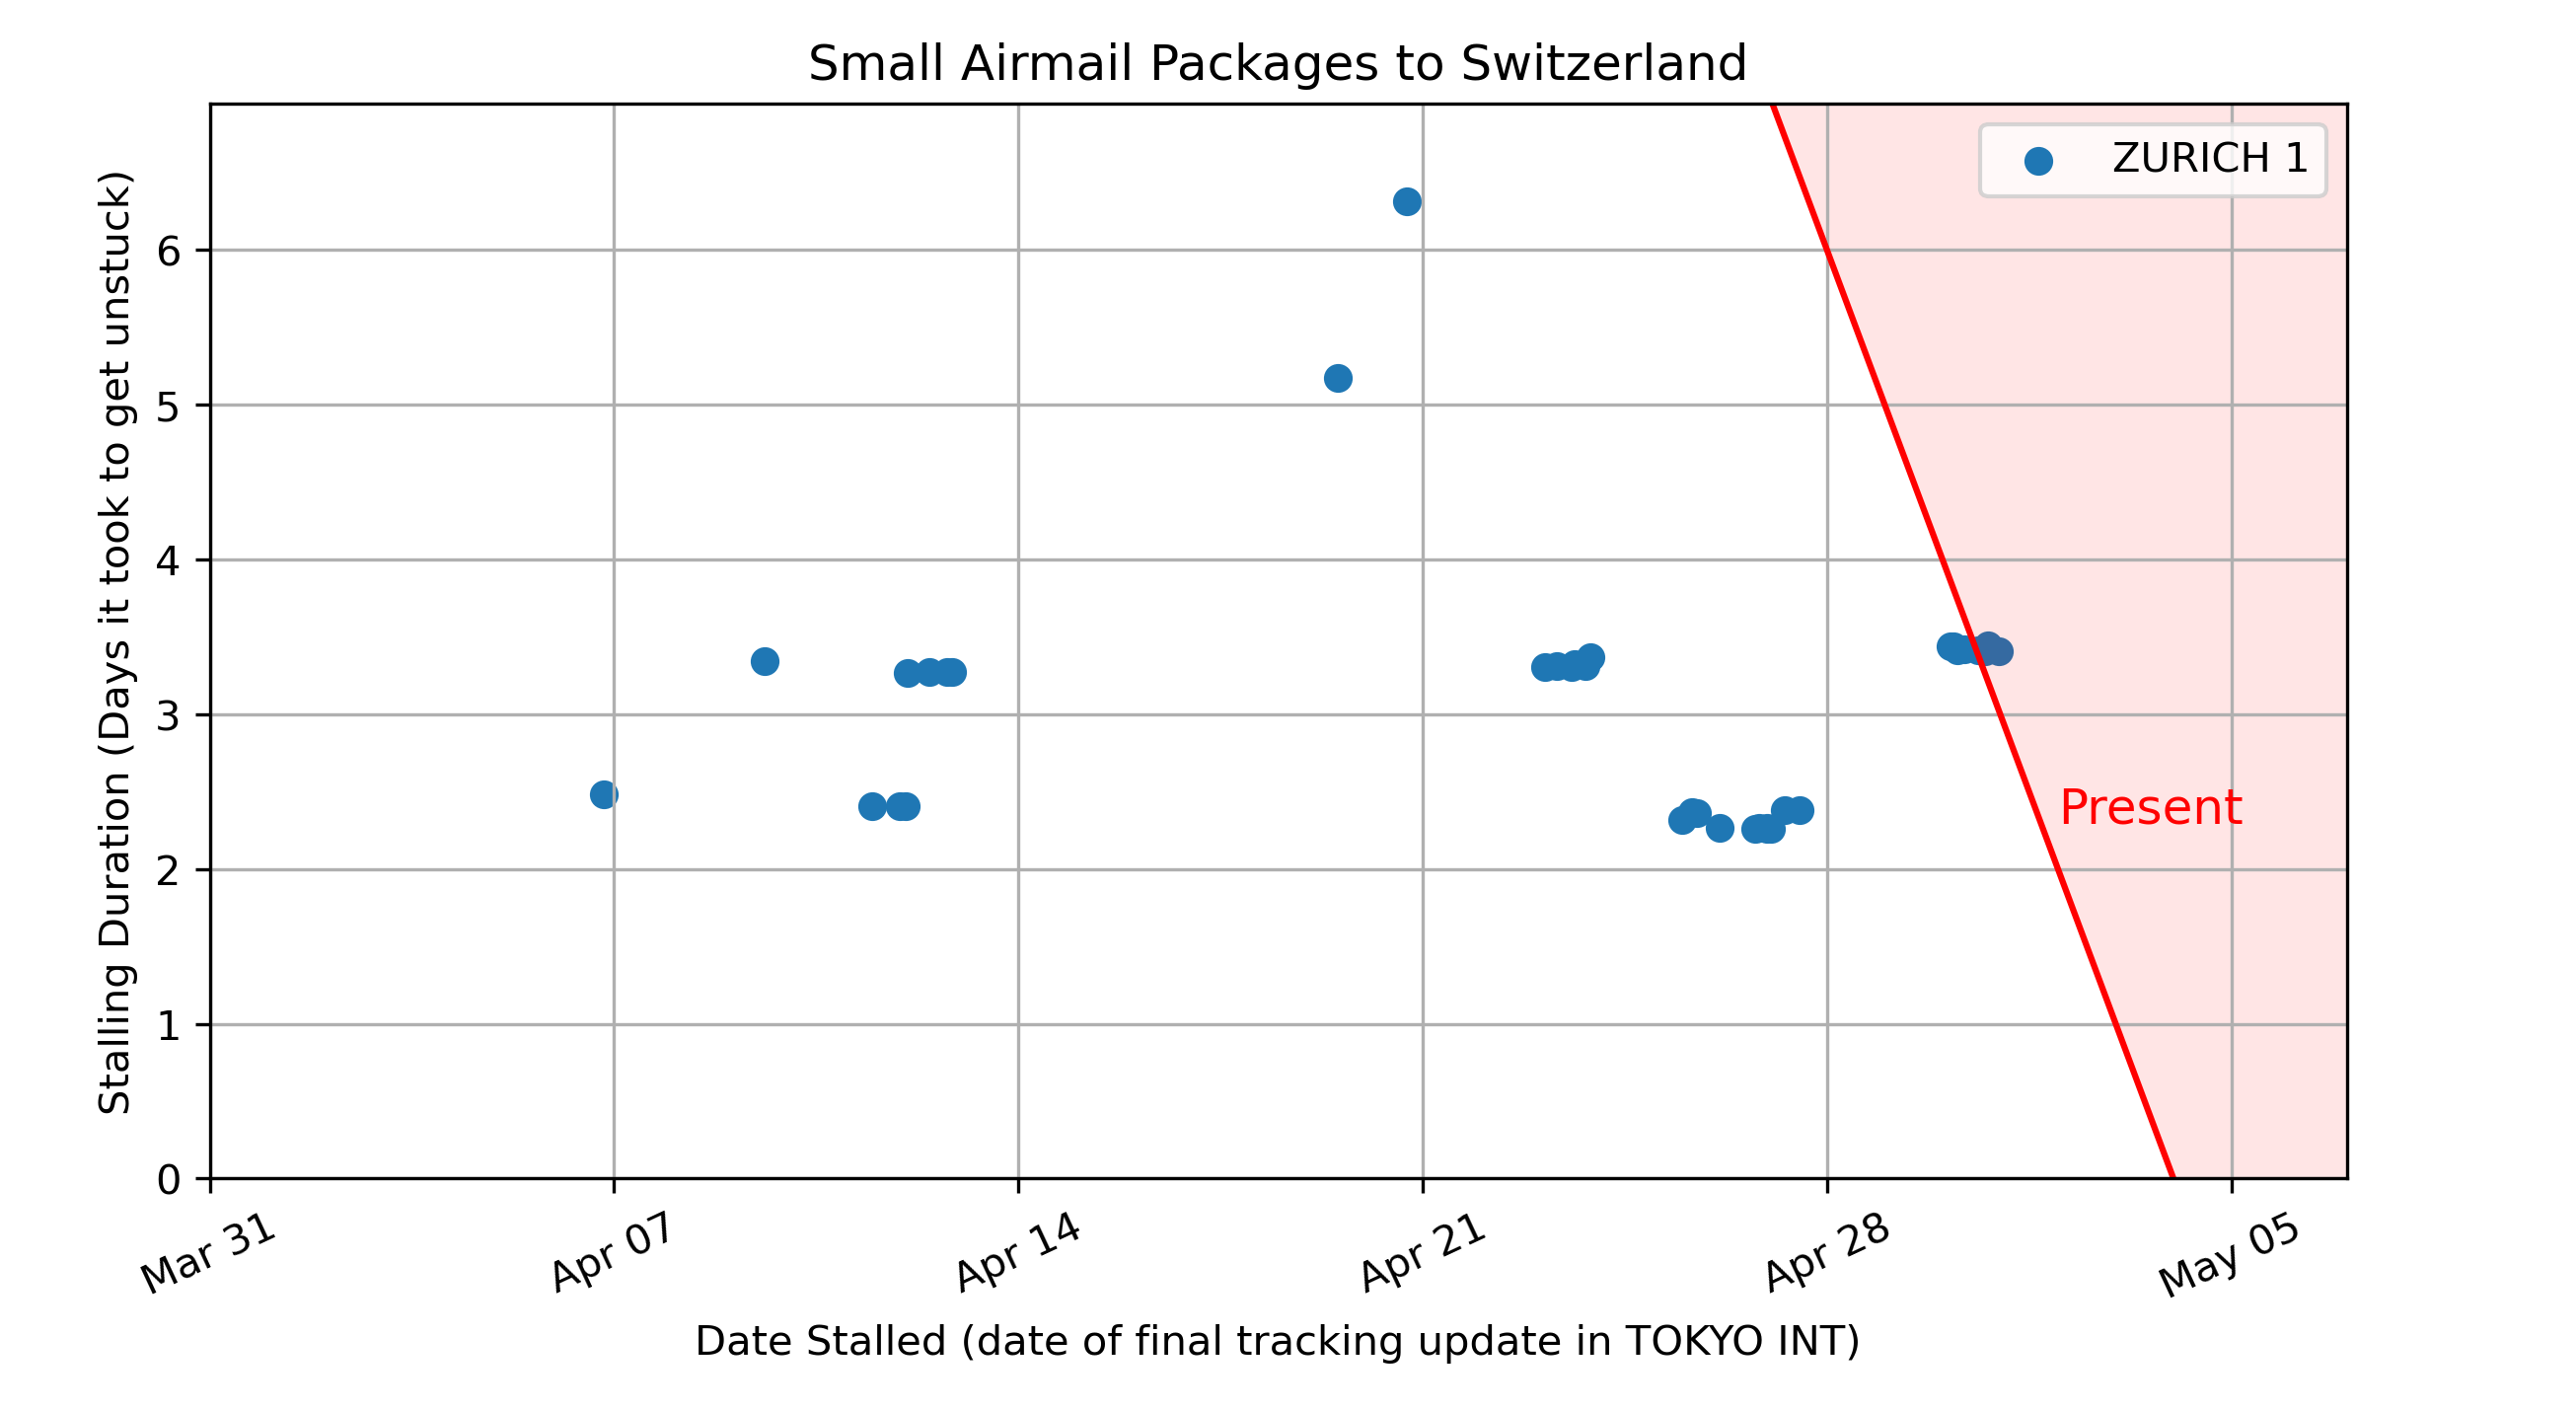 Small Airmail Packages to Switzerland
ZURICH 1
Stalling Duration (Days it took to get unstuck)
6
5
4
3
2
1
0
Present
Mar 31
Apr 07
Apr 14
Apr 21
Apr 28
May 05
Date Stalled (date of final tracking update in TOKYO INT)